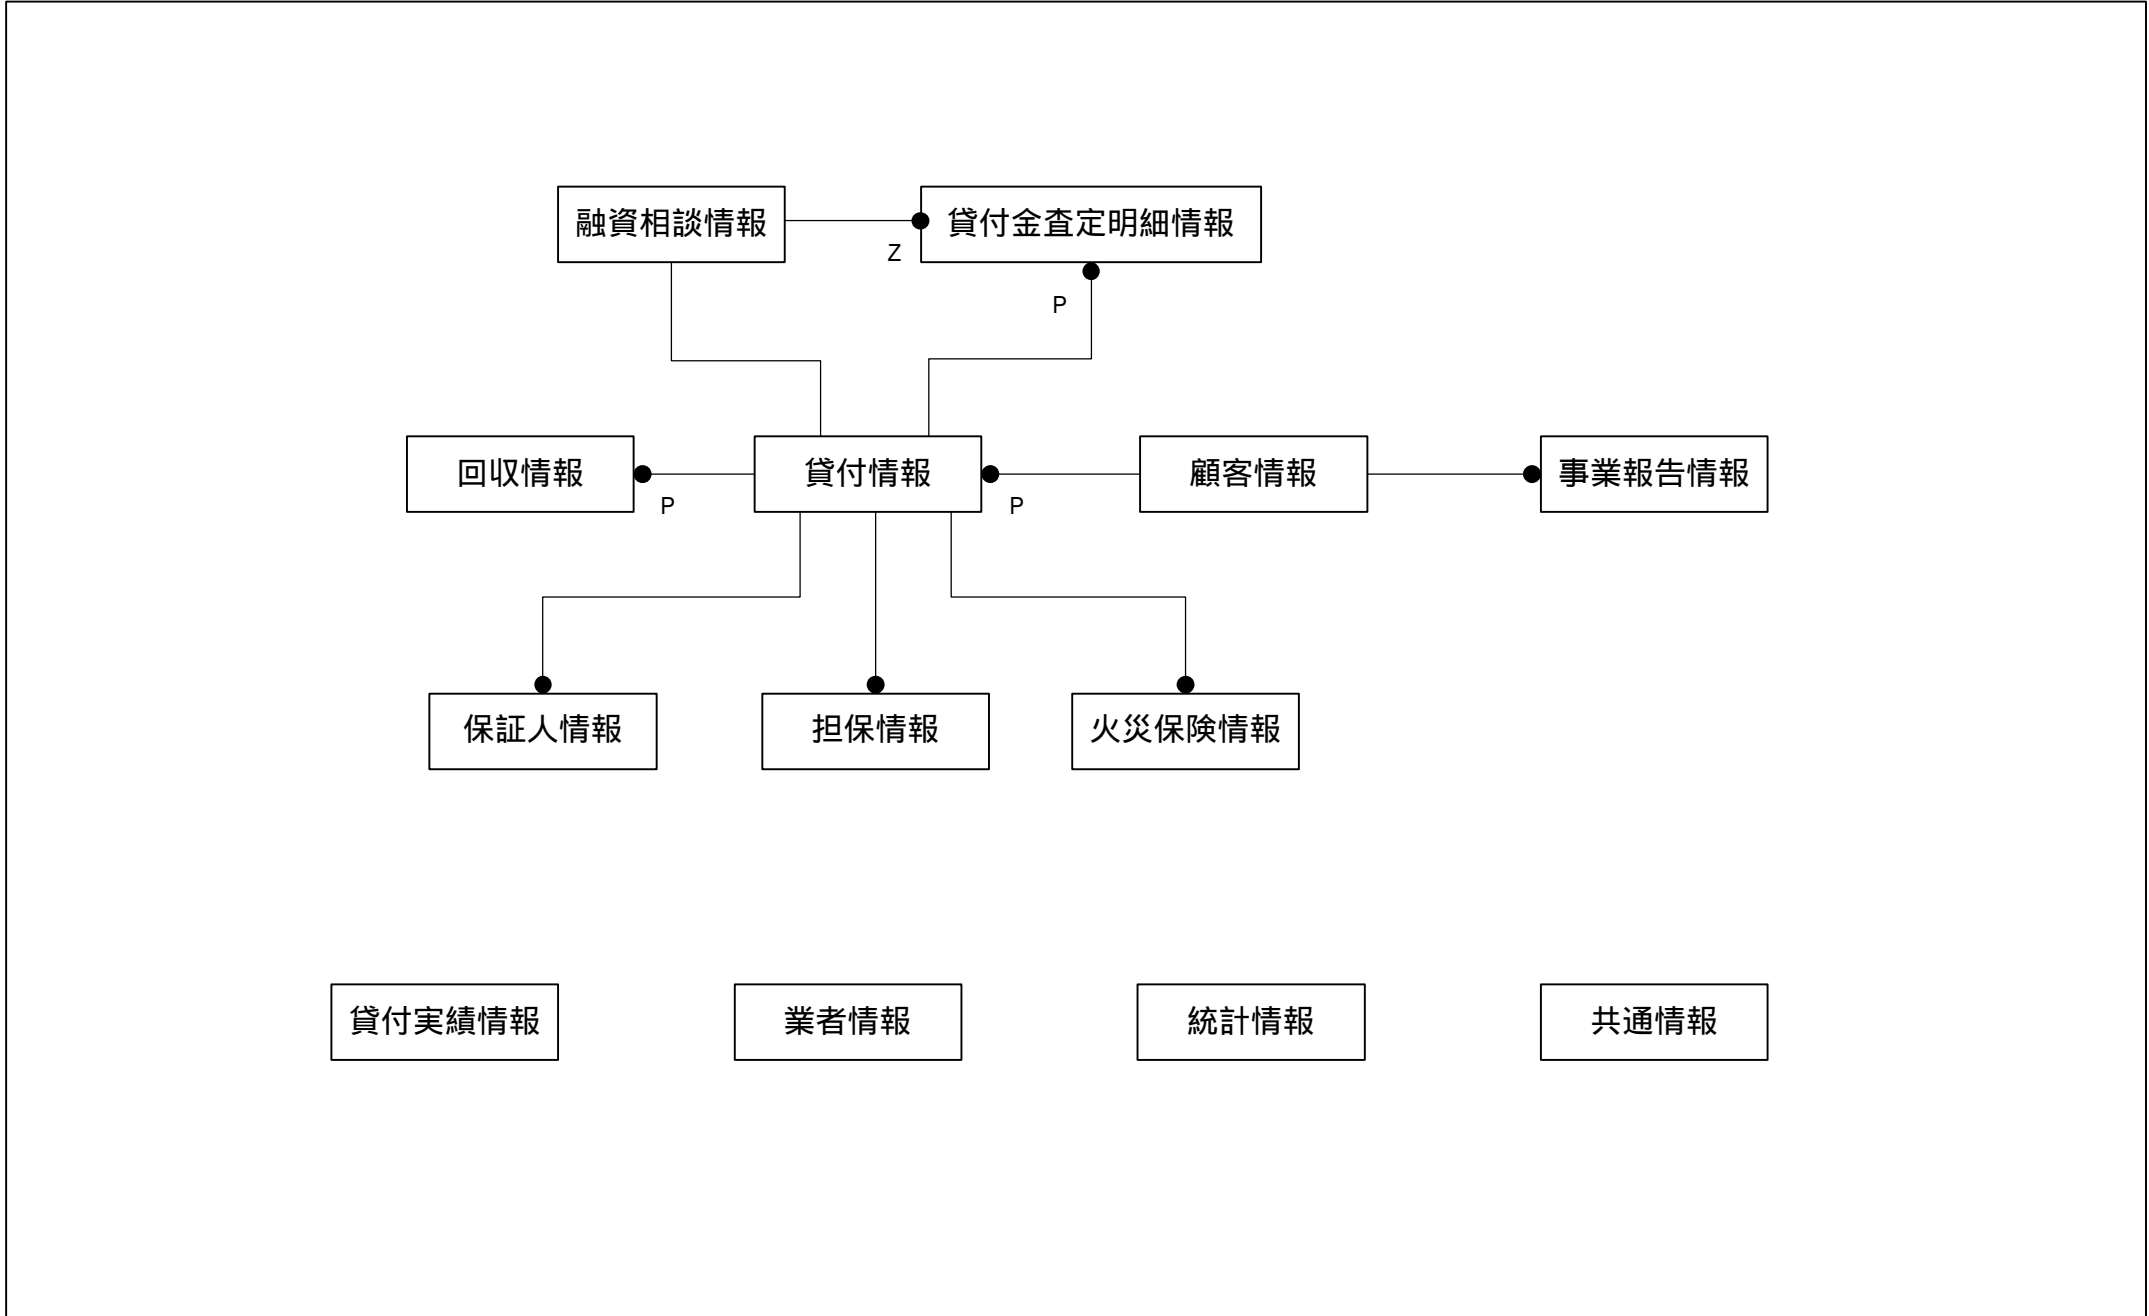 融資相談情報
貸付金査定明細情報
Z
P
回収情報
貸付情報
顧客情報
事業報告情報
P
P
保証人情報
担保情報
火災保険情報
貸付実績情報
業者情報
統計情報
共通情報